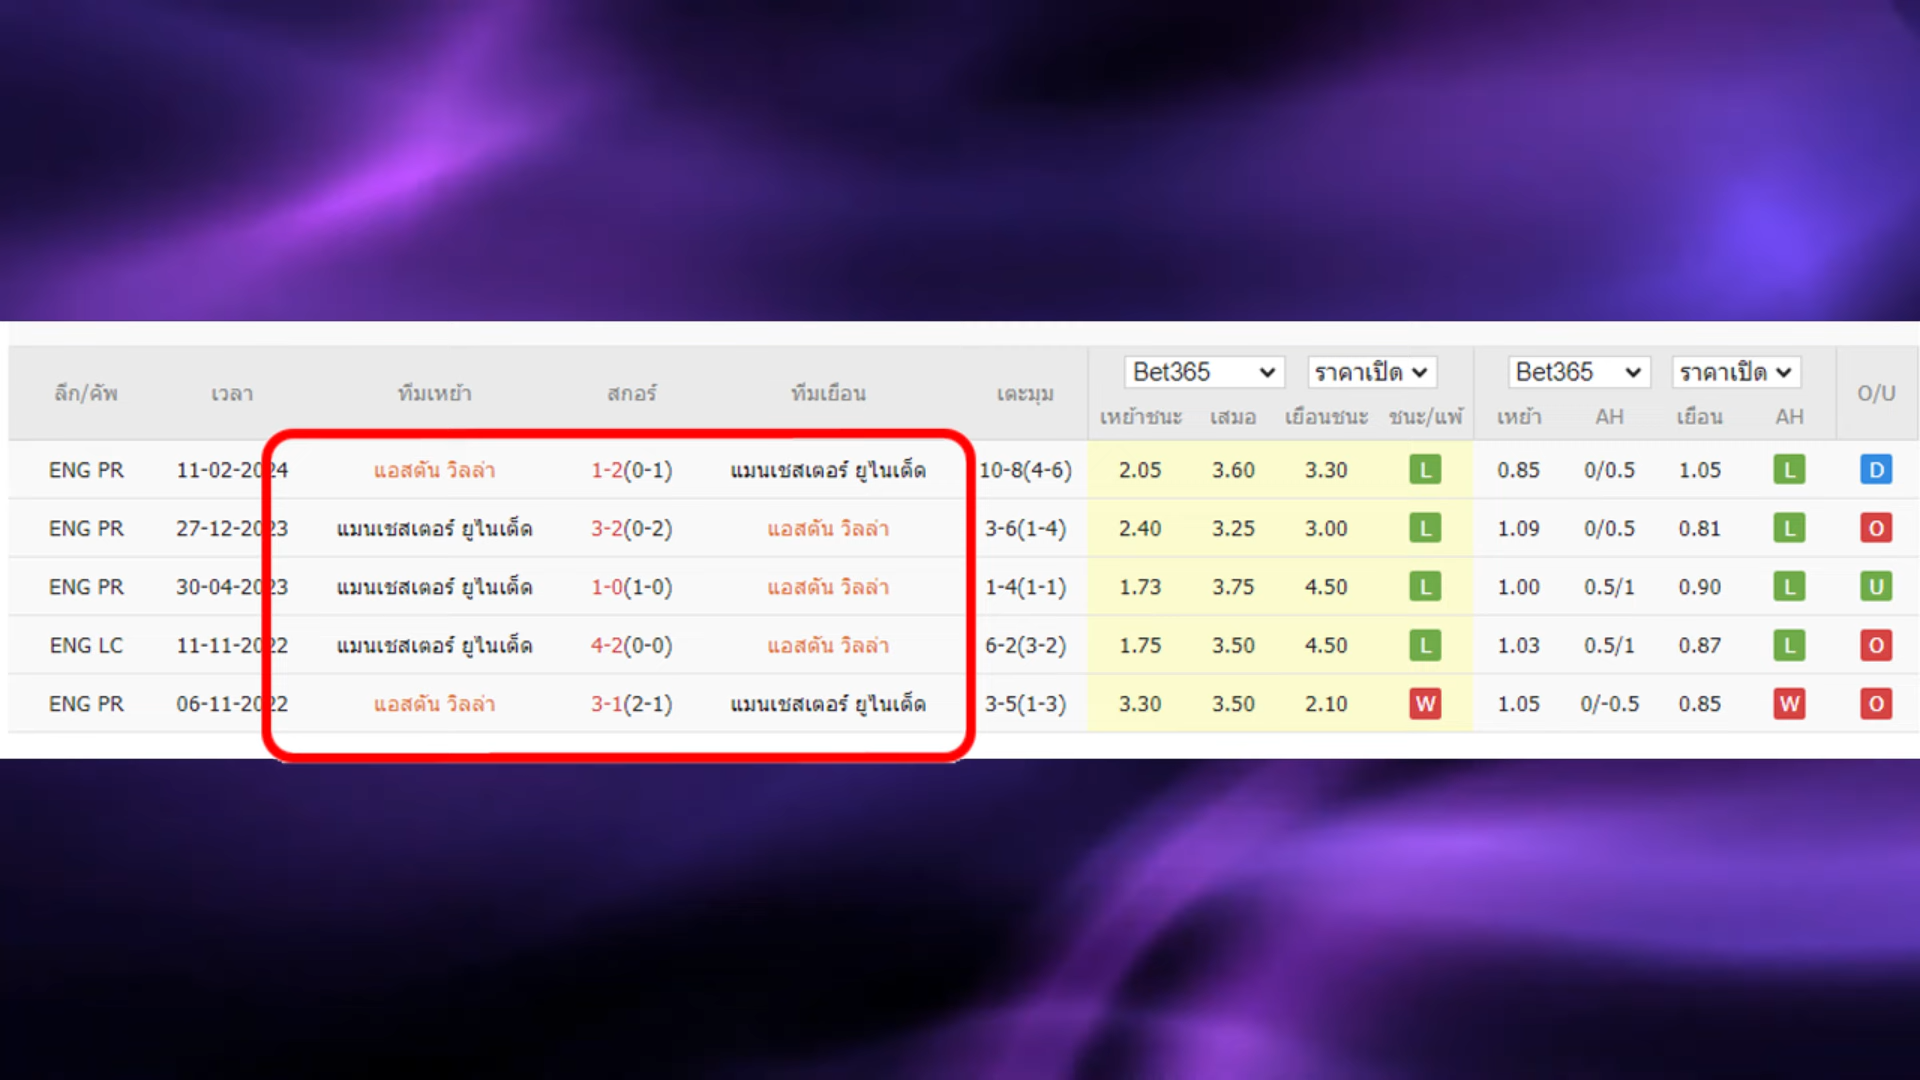 Bet365 ราคาเปิด Bet365 ราคาเปิด
ลีก/คัพ เวลา ทีมเหย้า สกอร์ ทีมเยือน เตะมุม O/U
เหย้าชนะ เสมอ เยือนชนะ ชนะ/แพ้ เหย้า AH เยือน AH
ENG PR 11-02-2024 แอสตัน วิลล่า 1-2(0-1) แมนเชสเตอร์ ยูไนเต็ด 10-8(4-6) 2.05 3.60 3.30 L 0.85 0/0.5 1.05 L D
ENG PR 27-12-2023 แมนเชสเตอร์ ยูไนเต็ด 3-2(0-2) แอสตัน วิลล่า 3-6(1-4) 2.40 3.25 3.00 L 1.09 0/0.5 0.81 L O
ENG PR 30-04-2023 แมนเชสเตอร์ ยูไนเต็ด 1-0(1-0) แอสตัน วิลล่า 1-4(1-1) 1.73 3.75 4.50 L 1.00 0.5/1 0.90 L U
ENG LC 11-11-2022 แมนเชสเตอร์ ยูไนเต็ด 4-2(0-0) แอสตัน วิลล่า 6-2(3-2) 1.75 3.50 4.50 L 1.03 0.5/1 0.87 L O
ENG PR 06-11-2022 แอสตัน วิลล่า 3-1(2-1) แมนเชสเตอร์ ยูไนเต็ด 3-5(1-3) 3.30 3.50 2.10 W 1.05 0/-0.5 0.85 W O